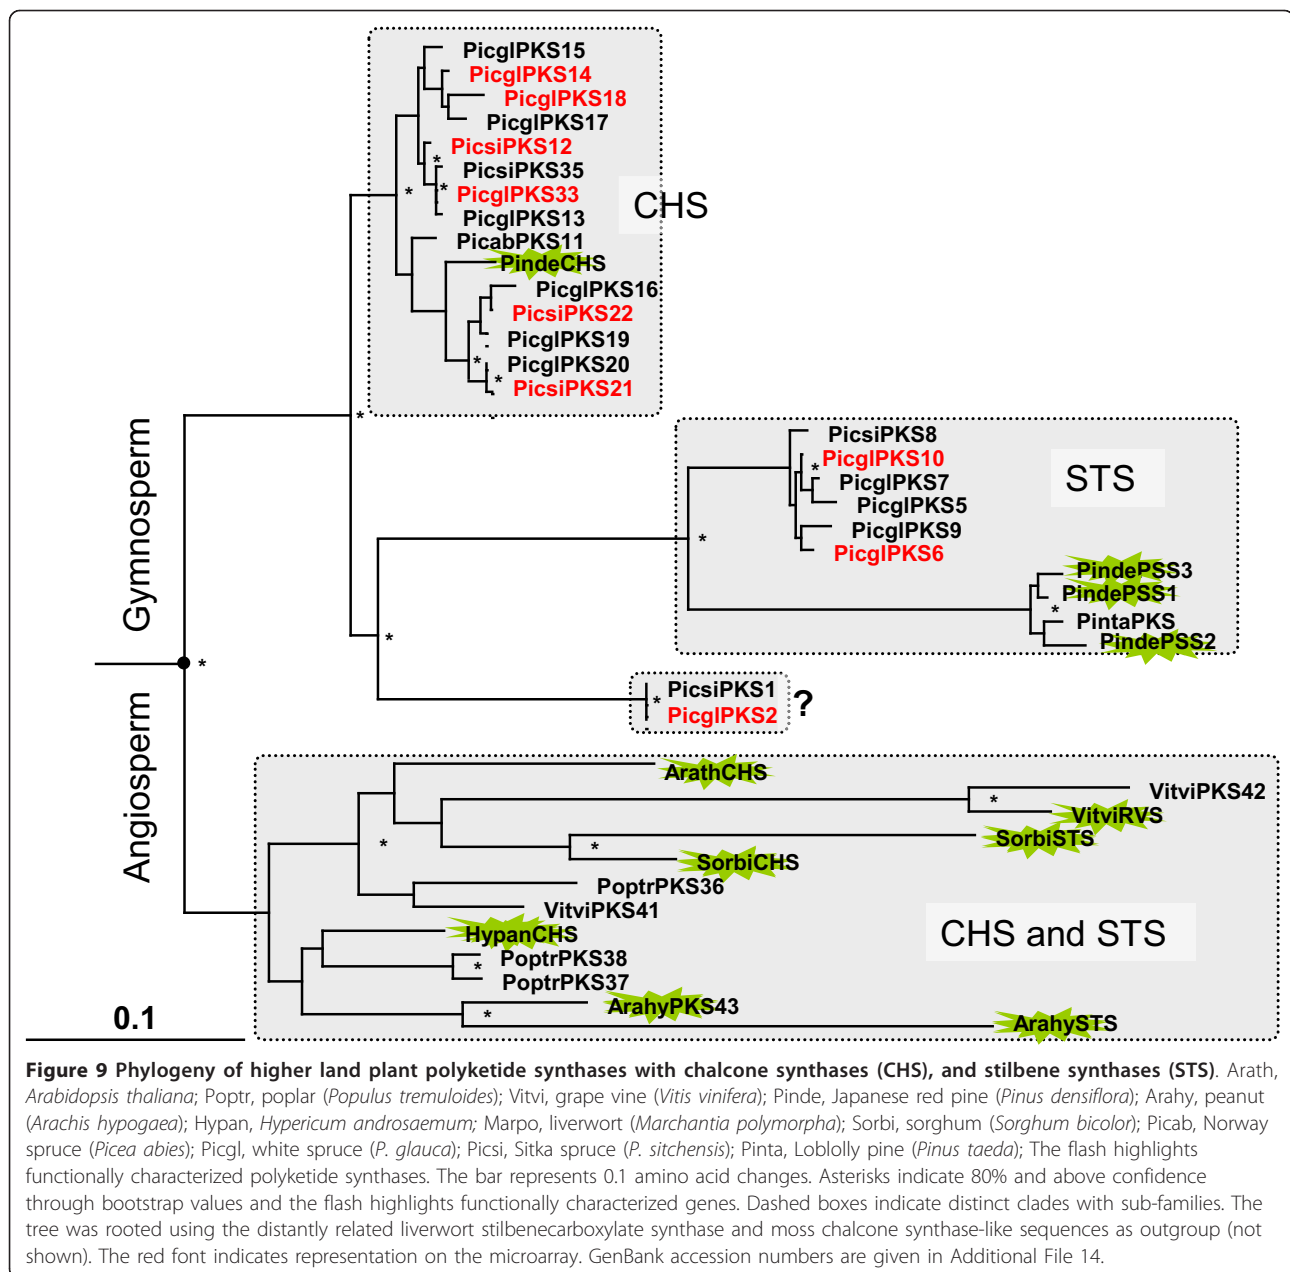 PicglPKS15
PicglPKS14
PicglPKS18
PicglPKS17
PicsiPKS12
*
PicsiPKS35
* *
PicglPKS33
CHS
PicglPKS13
PicabPKS11
PindeCHS
PicglPKS16
PicsiPKS22
PicglPKS19
*
PicglPKS20
*
PicsiPKS21
*
Gymnosperm
PicsiPKS8
PicglPKS10
*
PicglPKS7
PicglPKS5
PicglPKS9
PicglPKS6
STS
*
PindePSS3
PindePSS1
*
PintaPKS
PindePSS2
*
*
PicsiPKS1
*
PicglPKS2
?
Angiosperm
ArathCHS
VitviPKS42
*
VitviRVS
SorbiSTS
*
*
SorbiCHS
PoptrPKS36
VitviPKS41
HypanCHS
CHS and STS
PoptrPKS38
*
PoptrPKS37
ArahyPKS43
*
ArahySTS
0.1
Figure 9 Phylogeny of higher land plant polyketide synthases with chalcone synthases (CHS), and stilbene synthases (STS). Arath,
Arabidopsis thaliana; Poptr, poplar (Populus tremuloides); Vitvi, grape vine (Vitis vinifera); Pinde, Japanese red pine (Pinus densiflora); Arahy, peanut
(Arachis hypogaea); Hypan, Hypericum androsaemum; Marpo, liverwort (Marchantia polymorpha); Sorbi, sorghum (Sorghum bicolor); Picab, Norway
spruce (Picea abies); Picgl, white spruce (P. glauca); Picsi, Sitka spruce (P. sitchensis); Pinta, Loblolly pine (Pinus taeda); The flash highlights
functionally characterized polyketide synthases. The bar represents 0.1 amino acid changes. Asterisks indicate 80% and above confidence
through bootstrap values and the flash highlights functionally characterized genes. Dashed boxes indicate distinct clades with sub-families. The
tree was rooted using the distantly related liverwort stilbenecarboxylate synthase and moss chalcone synthase-like sequences as outgroup (not
shown). The red font indicates representation on the microarray. GenBank accession numbers are given in Additional File 14.